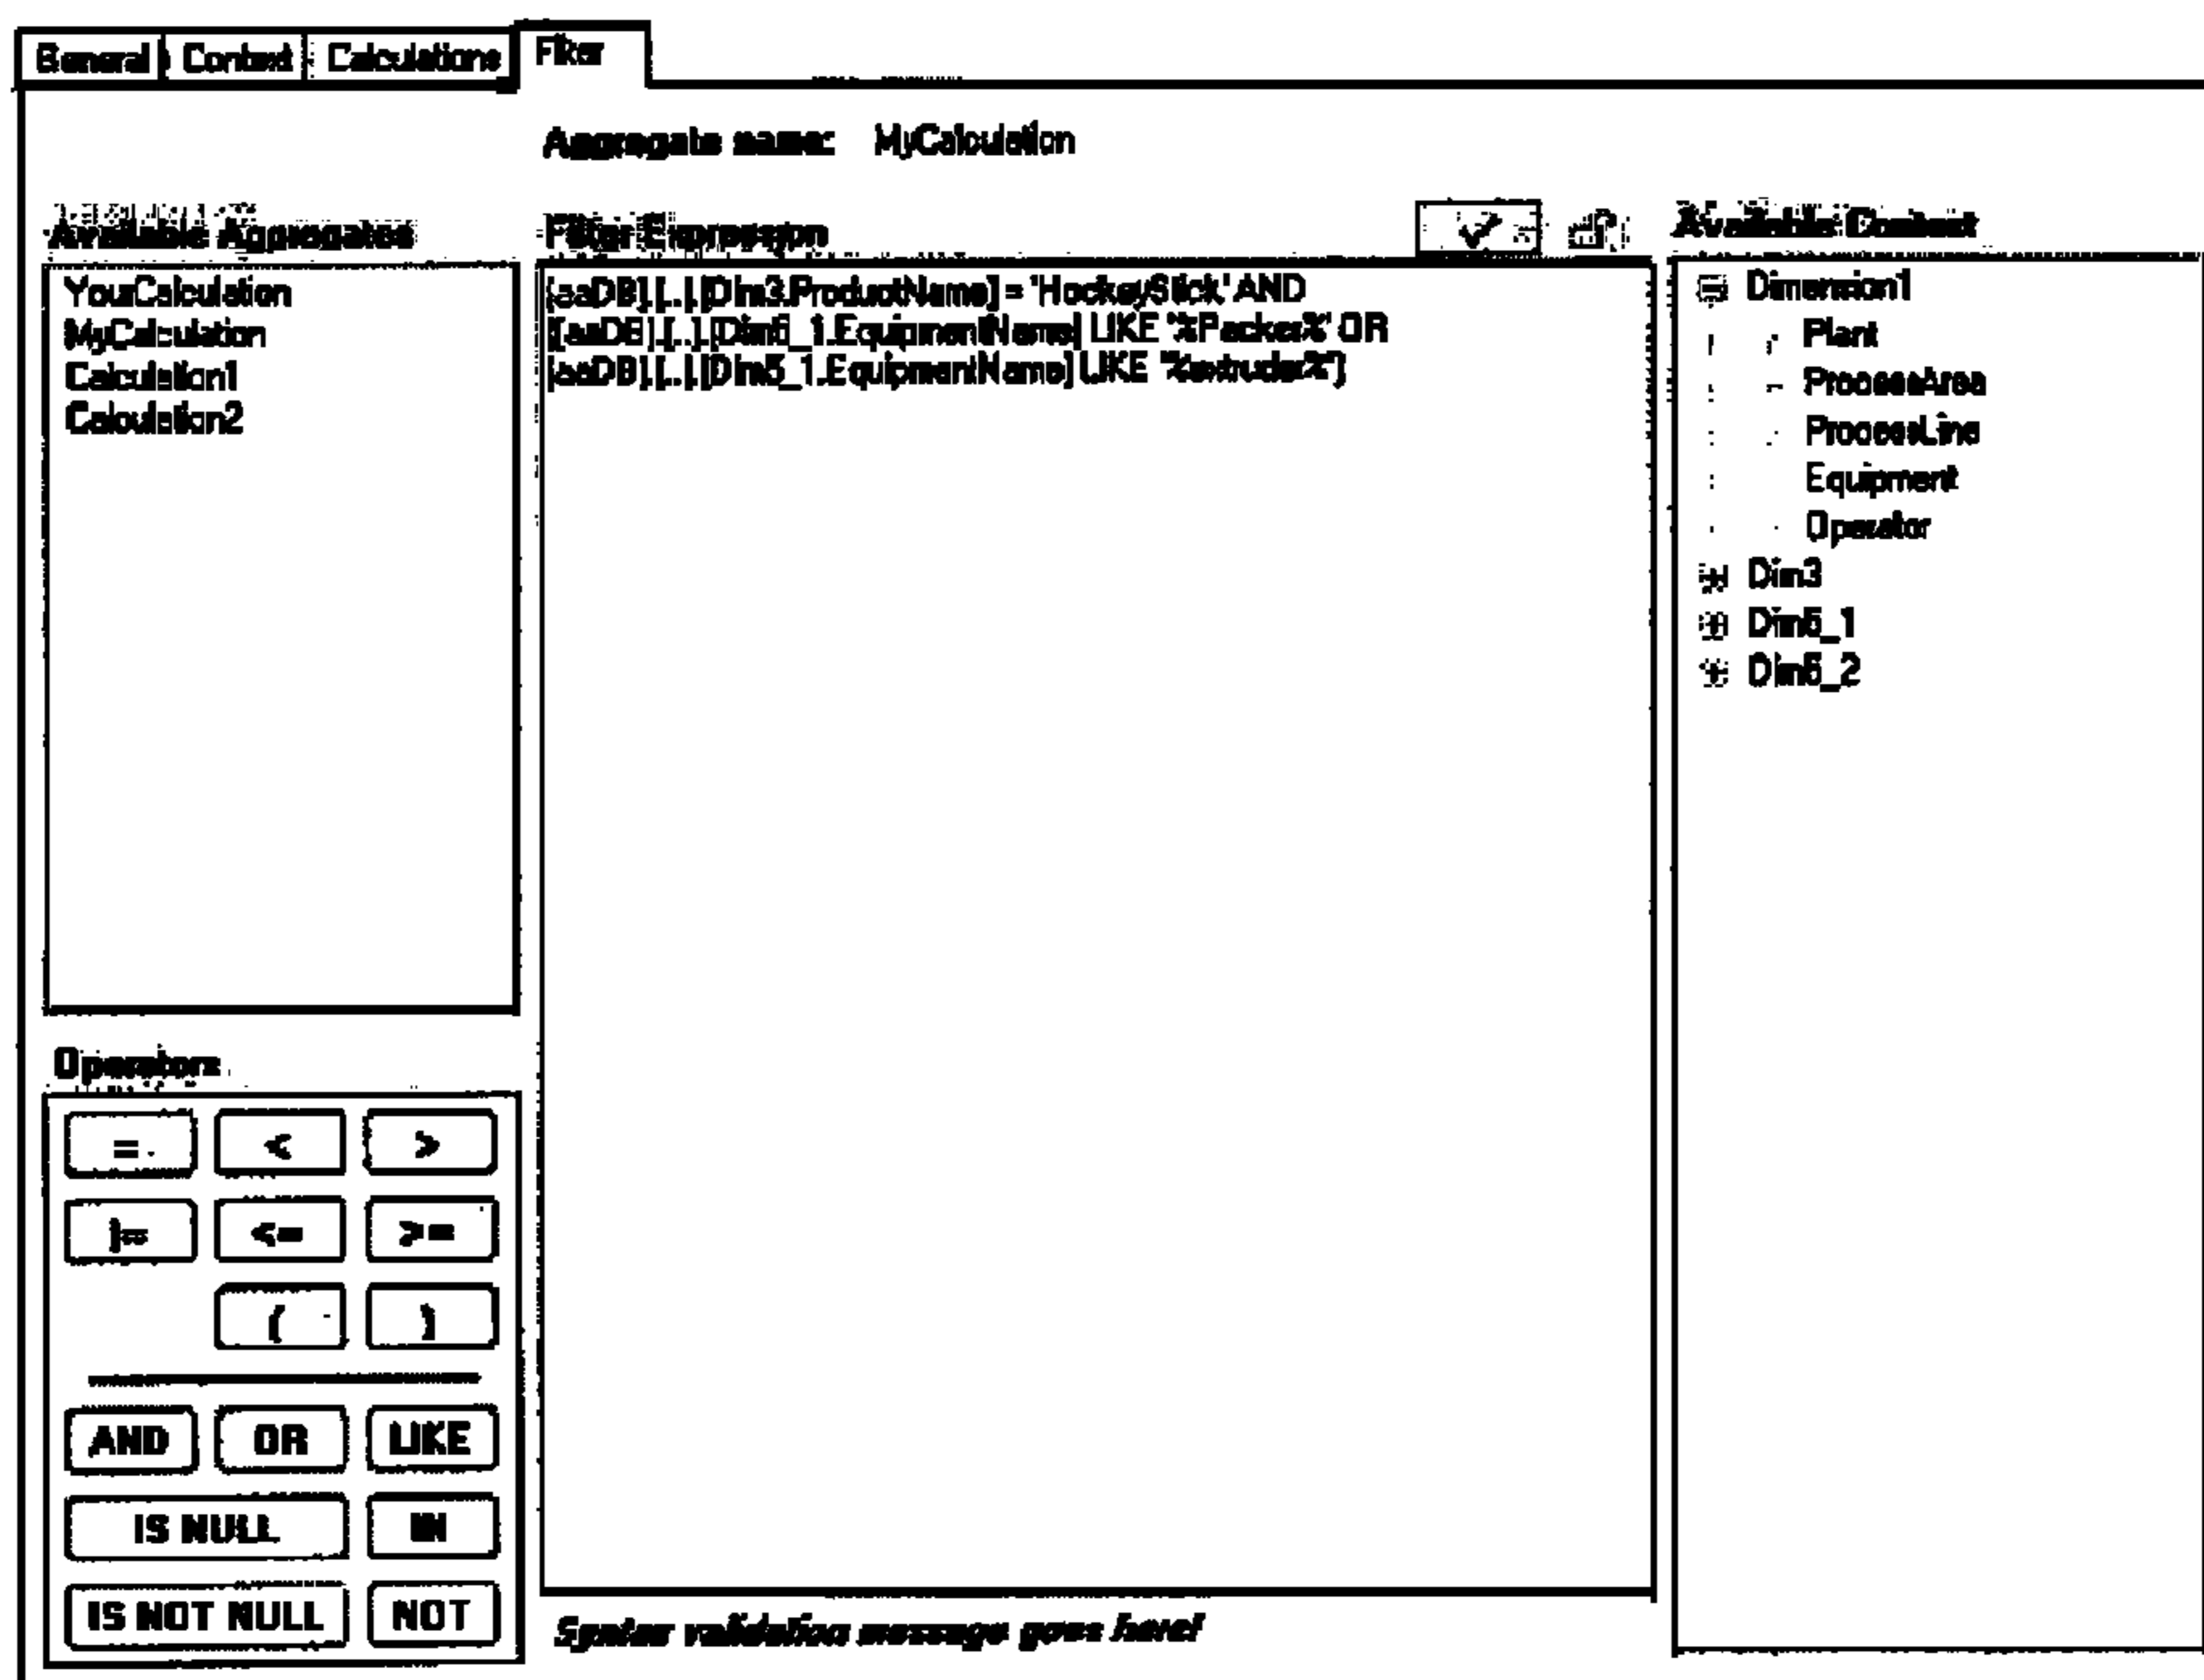 General Context Calculations Filter
Aggregate name: MyCalculation
Available Aggregates
YourCalculation
MyCalculation
Calculation1
Calculation2
Filter Expression
[aaDB].[..].[Dim3.ProductName] = 'HockeyStick' AND
([aaDB].[..].[Dim5_1.EquipmentName] LIKE '%Packer%' OR
[aaDB].[..].[Dim5_1.EquipmentName] LIKE '%extruder%')
Available Context
Dimension1
Plant
ProcessArea
ProcessLine
Equipment
Operator
Dim3
Dim5_1
Dim5_2
Operators
= < >
!= <= >=
( )
AND OR LIKE
IS NULL IN
IS NOT NULL NOT
Syntax validation message goes here!